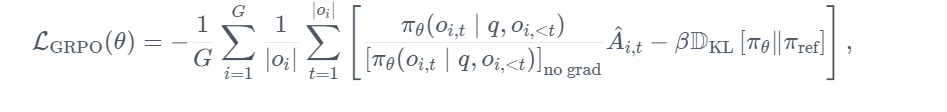 $$\mathcal{L}_{\text{GRPO}}(\theta) = -\frac{1}{G} \sum_{i=1}^{G} \frac{1}{|o_i|} \sum_{t=1}^{|o_i|} \left[ \frac{\pi_\theta(o_{i,t} \mid q, o_{i,<t})}{\left[\pi_\theta(o_{i,t} \mid q, o_{i,<t})\right]_{\text{no grad}}} \hat{A}_{i,t} - \beta \mathbb{D}_{\text{KL}} \left[\pi_\theta \| \pi_{\text{ref}}\right] \right],$$